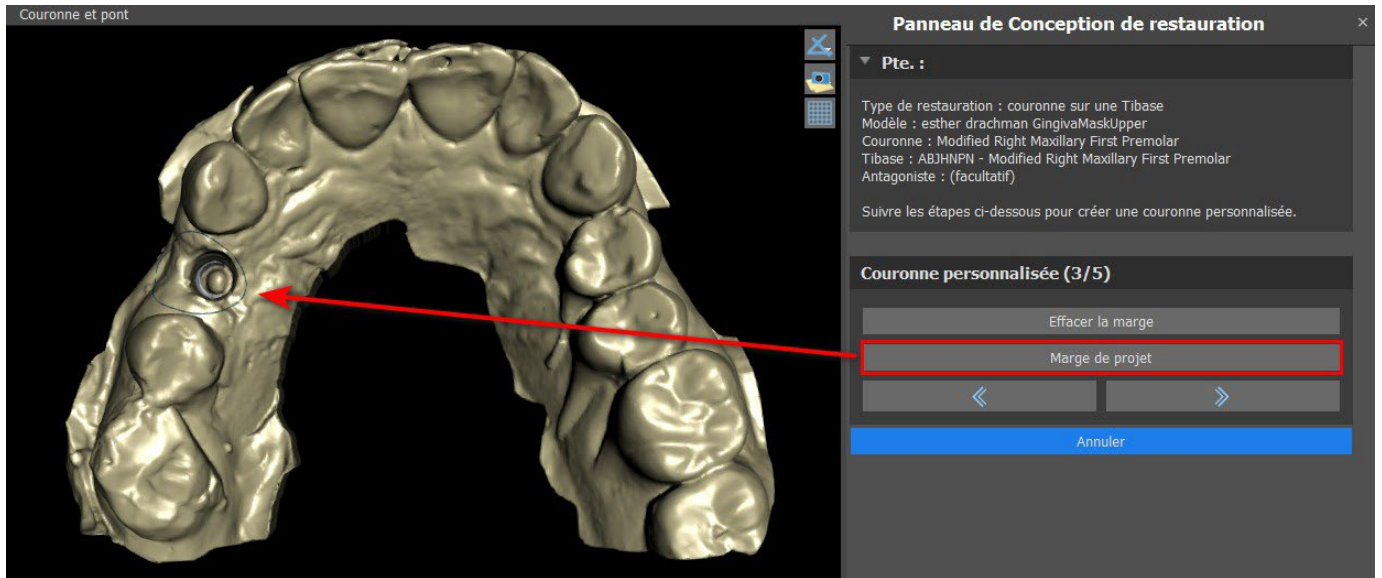 Couronne et pont
Panneau de Conception de restauration
Pte. :
Type de restauration : couronne sur une Tibase
Modèle : esther drachman GingivaMaskUpper
Couronne : Modified Right Maxillary First Premolar
Tibase : ABJHNPN - Modified Right Maxillary First Premolar
Antagoniste : (facultatif)
Suivre les étapes ci-dessous pour créer une couronne personnalisée.
Couronne personnalisée (3/5)
Effacer la marge
Marge de projet
Annuler